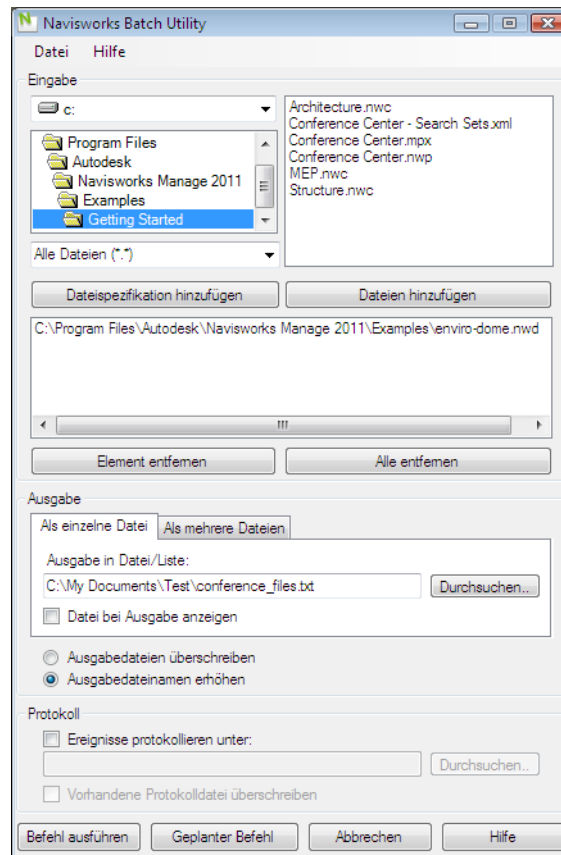 Navisworks Batch Utility
Datei Hilfe
Eingabe
c:
Program Files
Autodesk
Navisworks Manage 2011
Examples
Getting Started
Alle Dateien (*.*)
Architecture.nwc
Conference Center - Search Sets.xml
Conference Center.mpx
Conference Center.nwp
MEP.nwc
Structure.nwc
Dateispezifikation hinzufügen Dateien hinzufügen
C:\Program Files\Autodesk\Navisworks Manage 2011\Examples\enviro-dome.nwd
Element entfernen Alle entfernen
Ausgabe
Als einzelne Datei Als mehrere Dateien
Ausgabe in Datei/Liste:
C:\My Documents\Test\conference_files.txt Durchsuchen..
Datei bei Ausgabe anzeigen
Ausgabedateien überschreiben
Ausgabedateinamen erhöhen
Protokoll
Ereignisse protokollieren unter:
Durchsuchen..
Vorhandene Protokolldatei überschreiben
Befehl ausführen Geplanter Befehl Abbrechen Hilfe